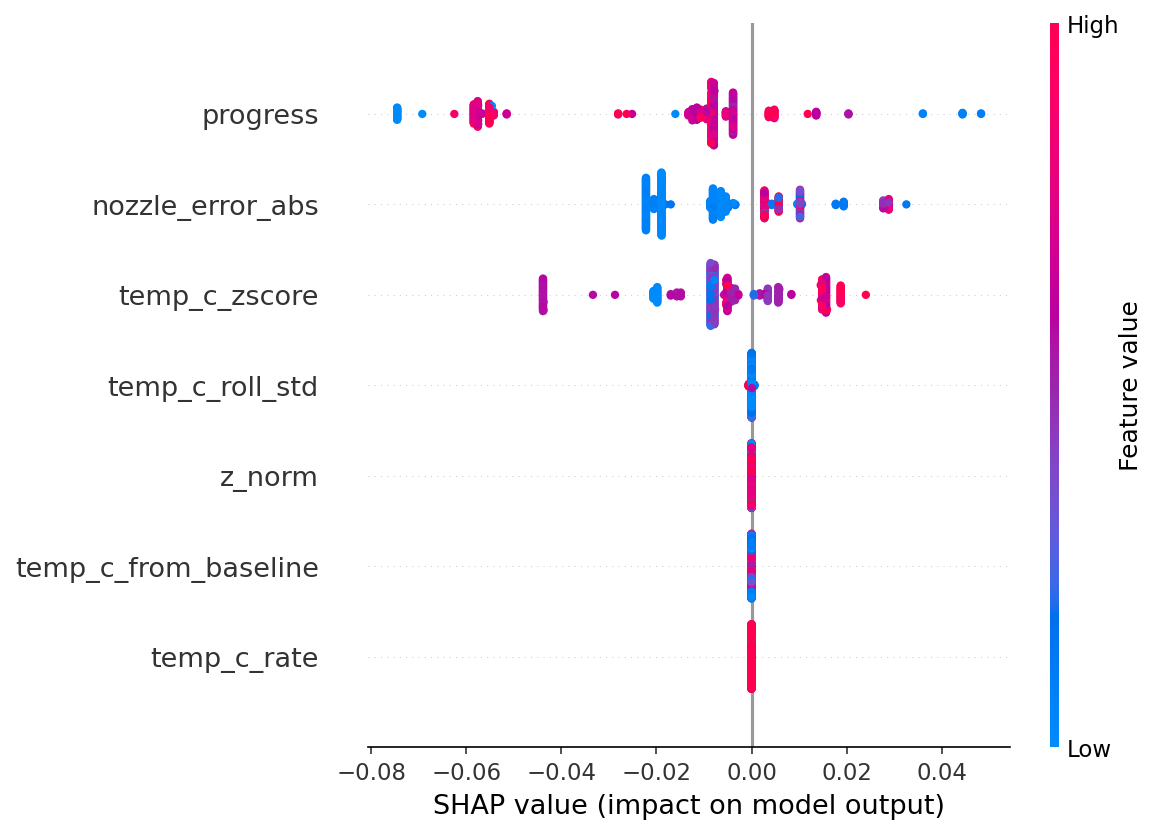 High
progress
nozzle_error_abs
temp_c_zscore
temp_c_roll_std
z_norm
temp_c_from_baseline
temp_c_rate
Feature value
Low
−0.08 −0.06 −0.04 −0.02 0.00 0.02 0.04
SHAP value (impact on model output)